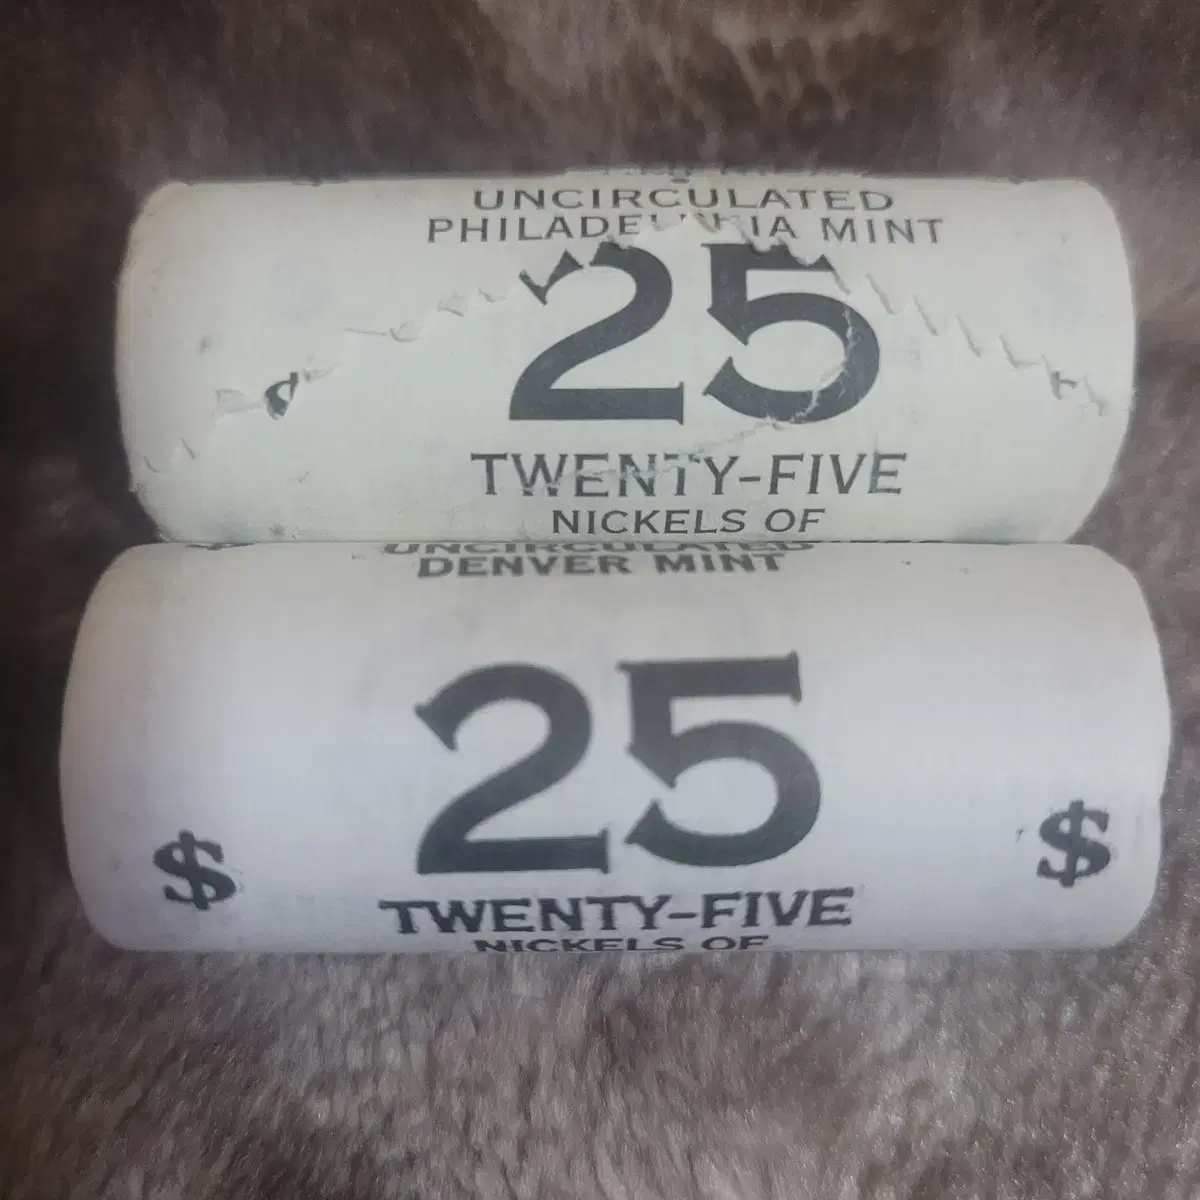 UNCIRCULATED
PHILADELPHIA MINT
25
$
TWENTY-FIVE
NICKELS OF
UNCIRCULATED
DENVER MINT
25
$ $
TWENTY-FIVE
NICKELS OF